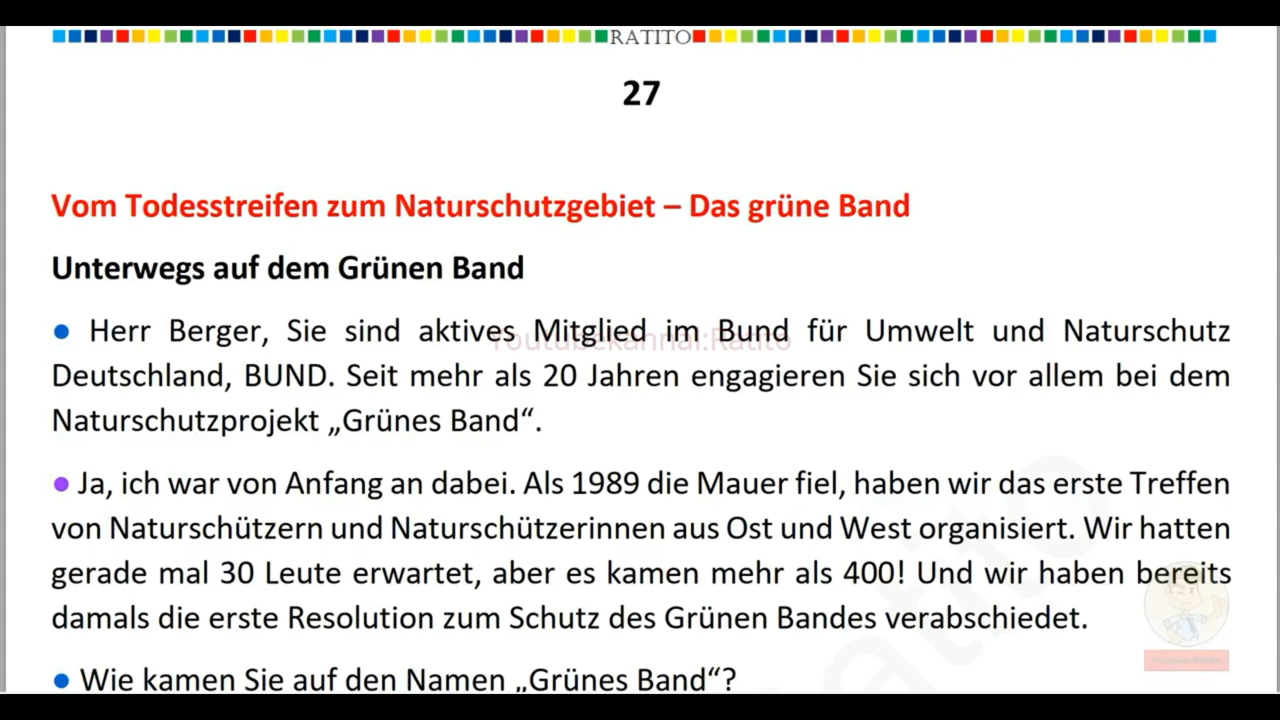 RATITO
27
Vom Todesstreifen zum Naturschutzgebiet – Das grüne Band
Unterwegs auf dem Grünen Band
● Herr Berger, Sie sind aktives Mitglied im Bund für Umwelt und Naturschutz
Youtubekannal:Ratito
Deutschland, BUND. Seit mehr als 20 Jahren engagieren Sie sich vor allem bei dem
Naturschutzprojekt „Grünes Band“.
● Ja, ich war von Anfang an dabei. Als 1989 die Mauer fiel, haben wir das erste Treffen
von Naturschützern und Naturschützerinnen aus Ost und West organisiert. Wir hatten
gerade mal 30 Leute erwartet, aber es kamen mehr als 400! Und wir haben bereits
damals die erste Resolution zum Schutz des Grünen Bandes verabschiedet.
● Wie kamen Sie auf den Namen „Grünes Band“?